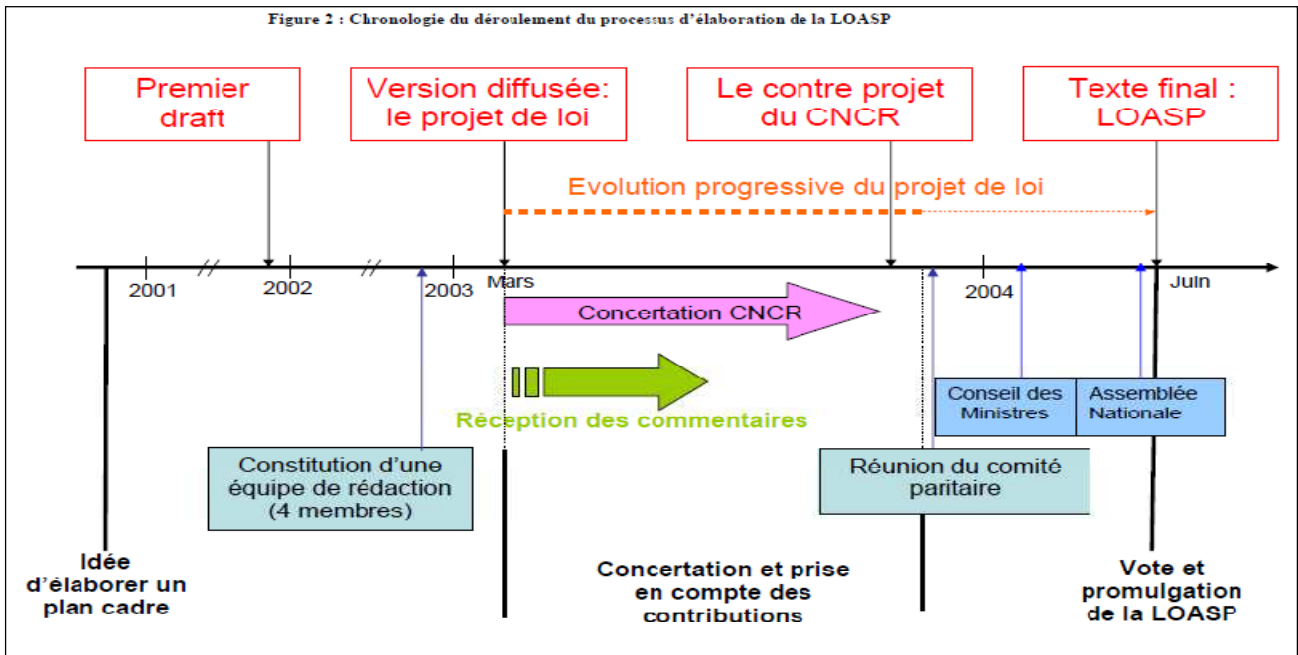 Figure 2 : Chronologie du déroulement du processus d'élaboration de la LOASP
Premier
draft
Version diffusée:
le projet de loi
Le contre projet
du CNCR
Texte final :
LOASP
Evolution progressive du projet de loi
2001
2002
2003
Mars
2004
Juin
Concertation CNCR
Réception des commentaires
Conseil des
Ministres
Assemblée
Nationale
Constitution d'une
équipe de rédaction
(4 membres)
Réunion du comité
paritaire
Idée
d'élaborer un
plan cadre
Concertation et prise
en compte des
contributions
Vote et
promulgation
de la LOASP